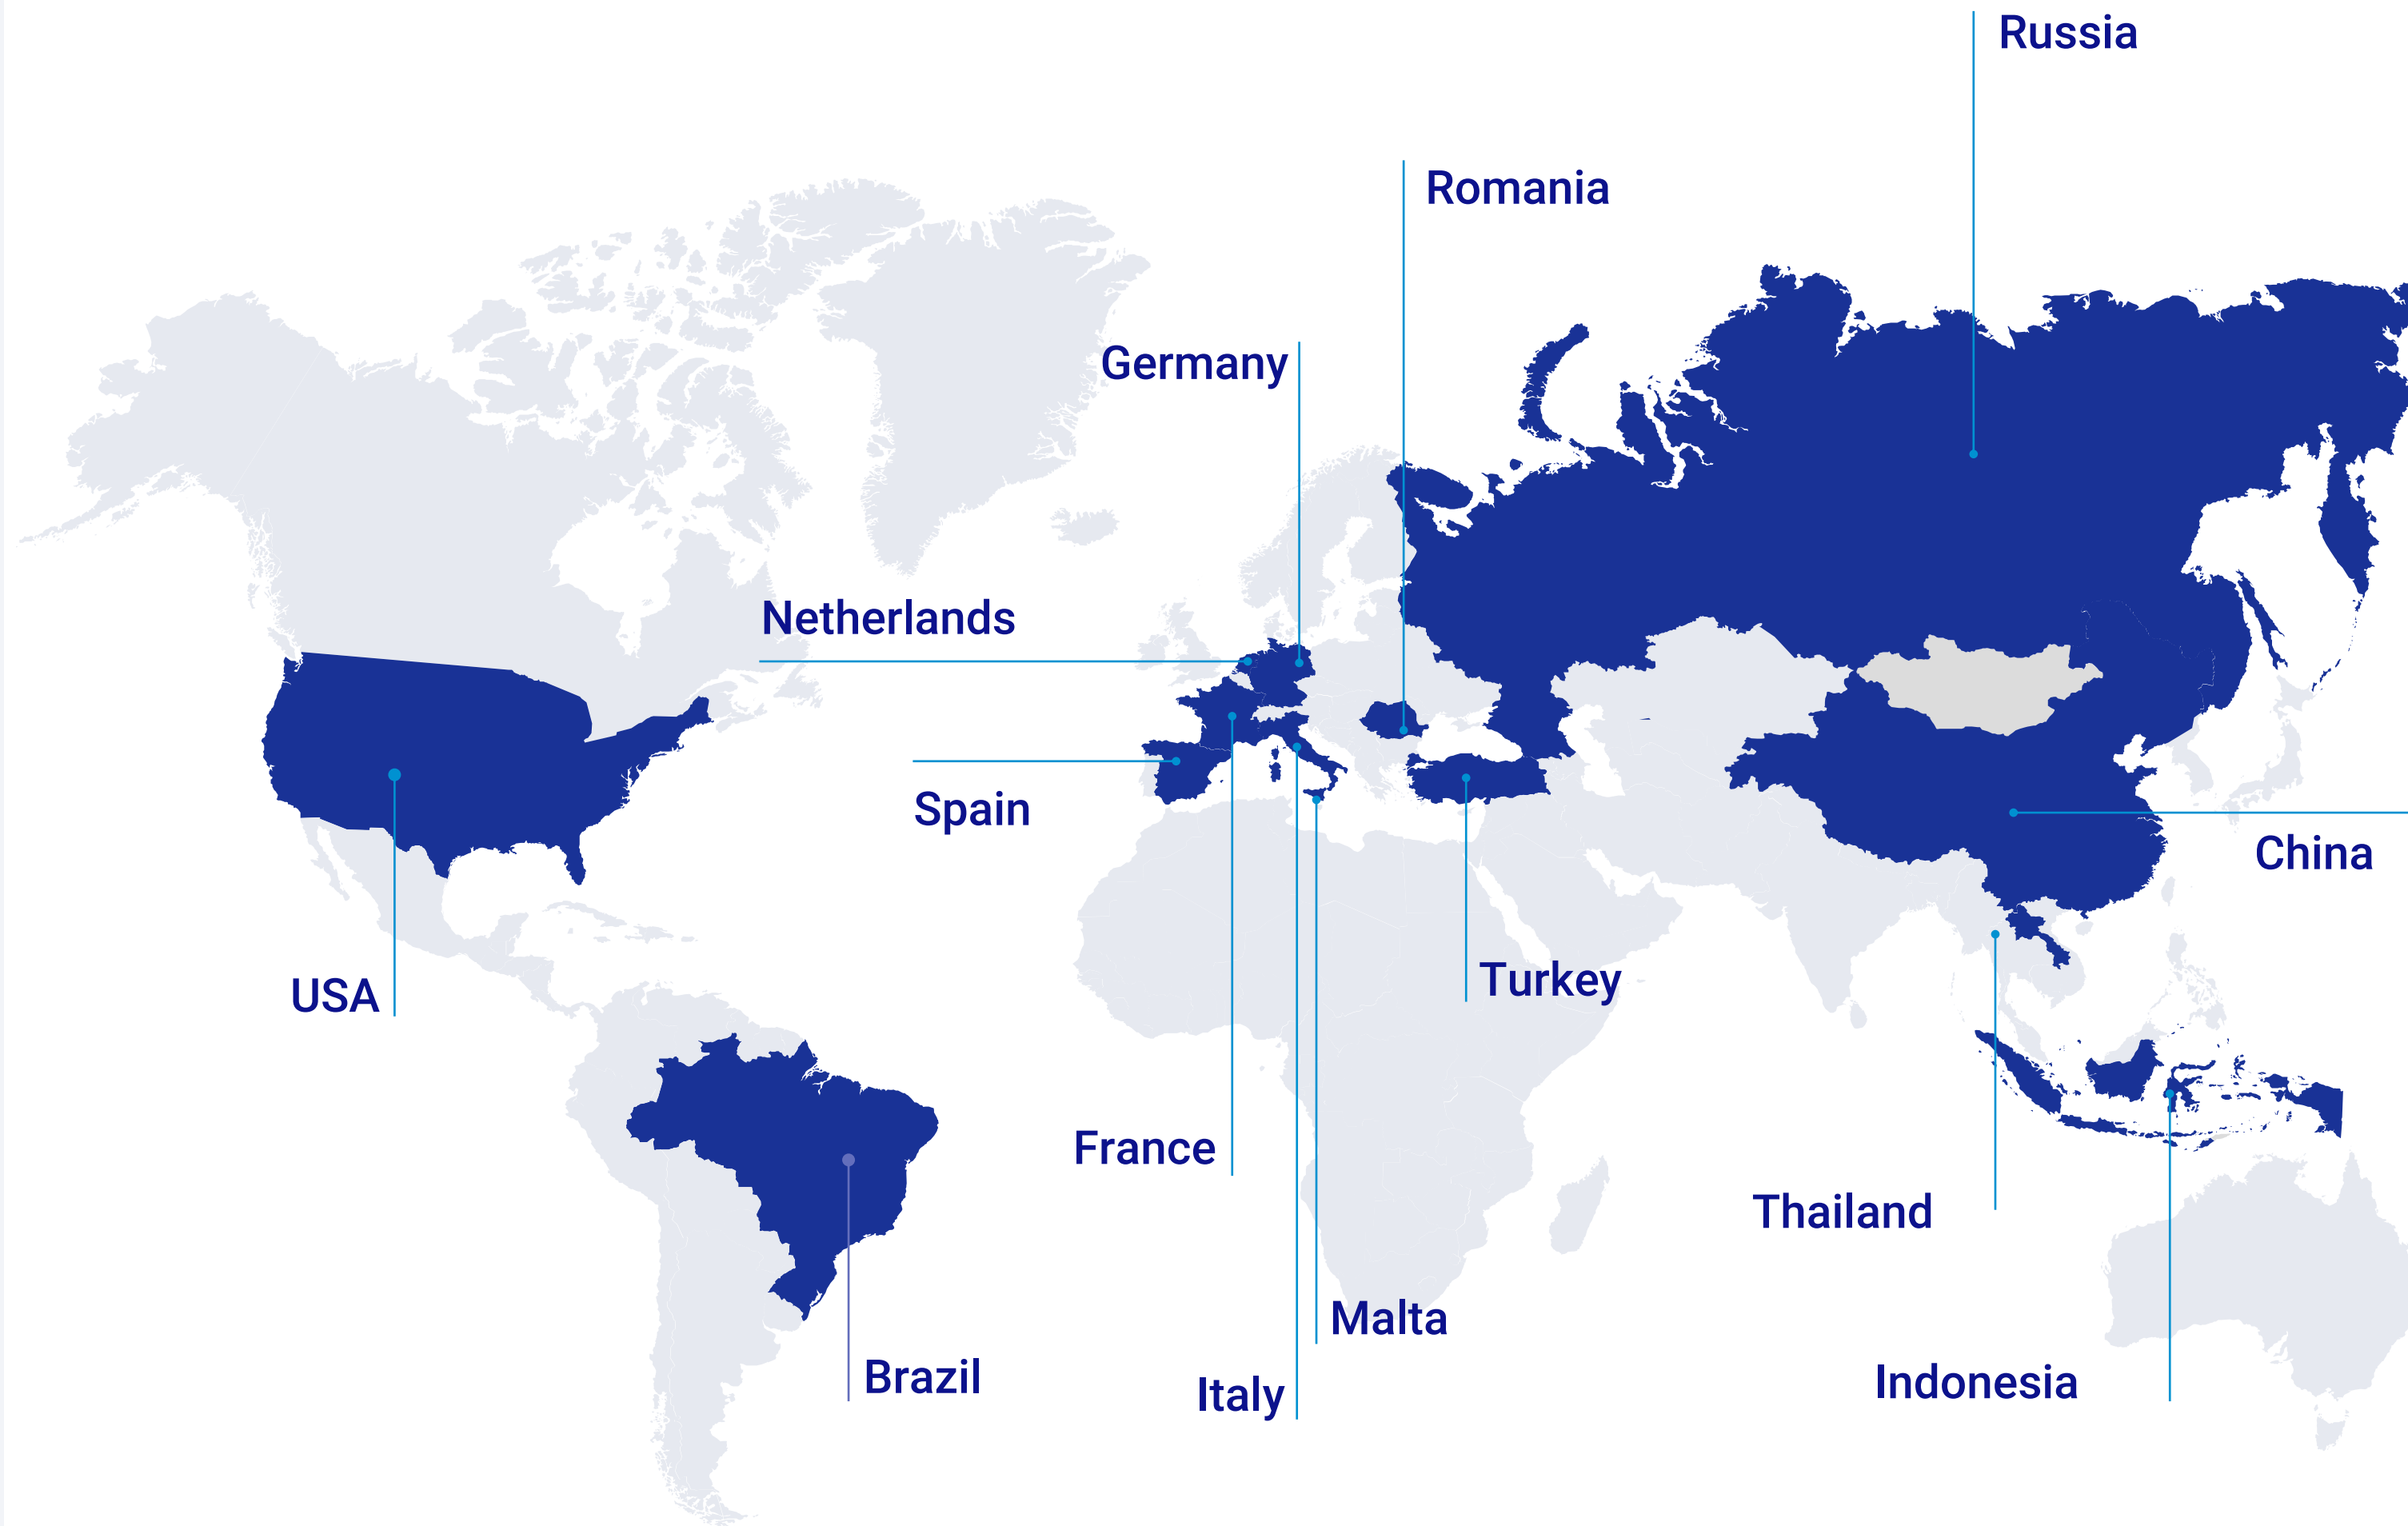 Russia
Romania
Germany
Netherlands
Spain
China
Turkey
USA
France
Thailand
Malta
Indonesia
Brazil
Italy